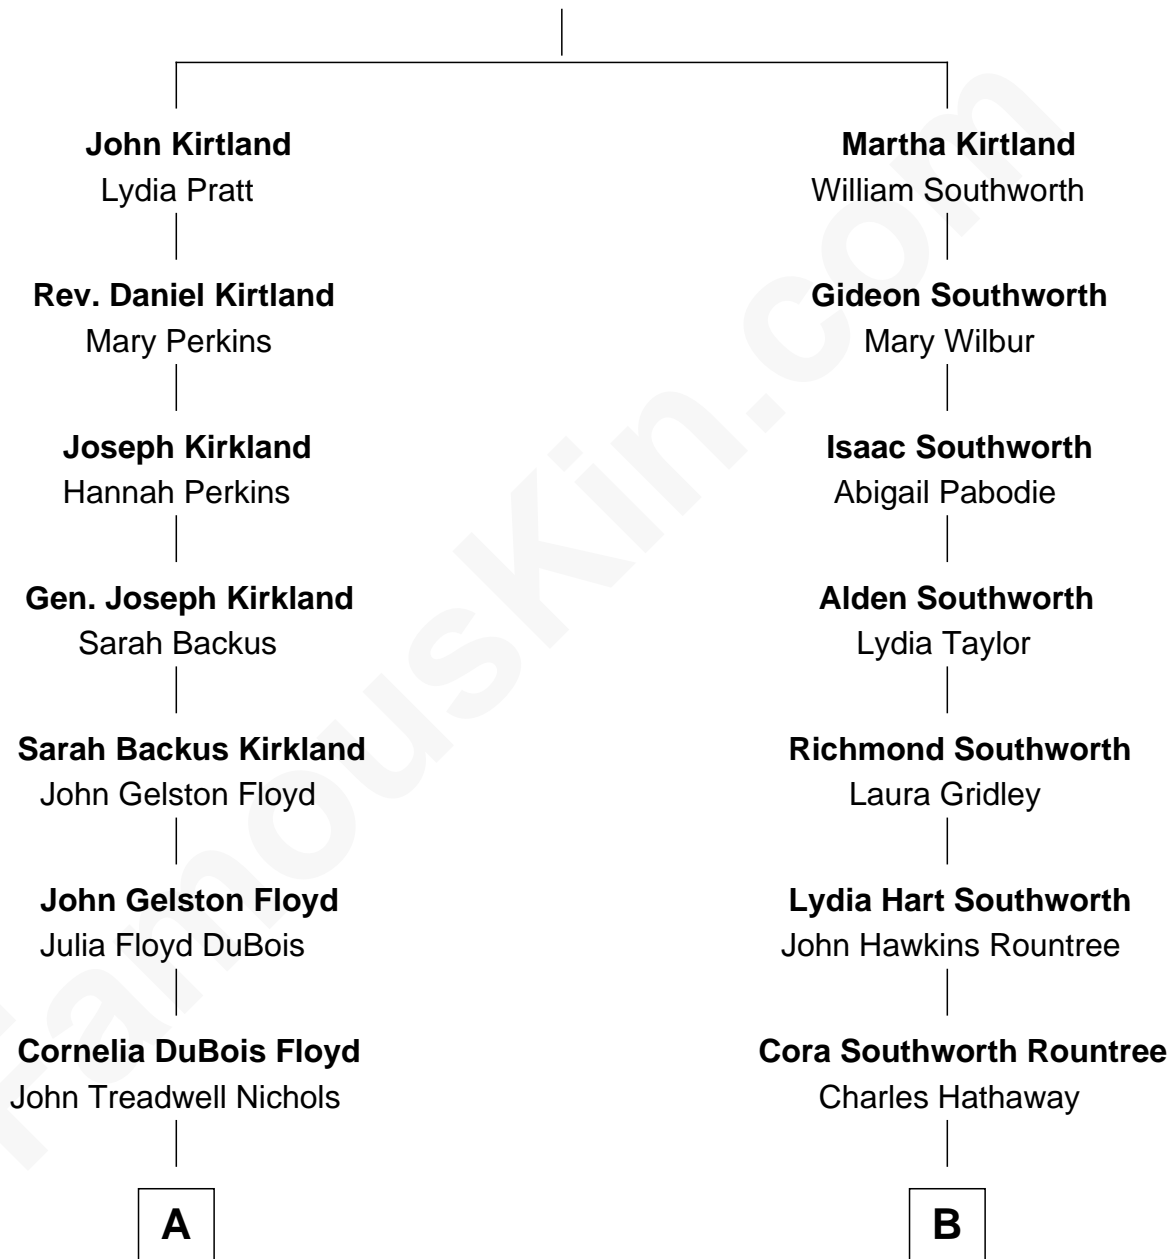 John Kirtland
Lydia Pratt
Rev. Daniel Kirtland
Mary Perkins
Joseph Kirkland
Hannah Perkins
Gen. Joseph Kirkland
Sarah Backus
Sarah Backus Kirkland
John Gelston Floyd
John Gelston Floyd
Julia Floyd DuBois
Cornelia DuBois Floyd
John Treadwell Nichols
A
Martha Kirtland
William Southworth
Gideon Southworth
Mary Wilbur
Isaac Southworth
Abigail Pabodie
Alden Southworth
Lydia Taylor
Richmond Southworth
Laura Gridley
Lydia Hart Southworth
John Hawkins Rountree
Cora Southworth Rountree
Charles Hathaway
B
FamousKin.com